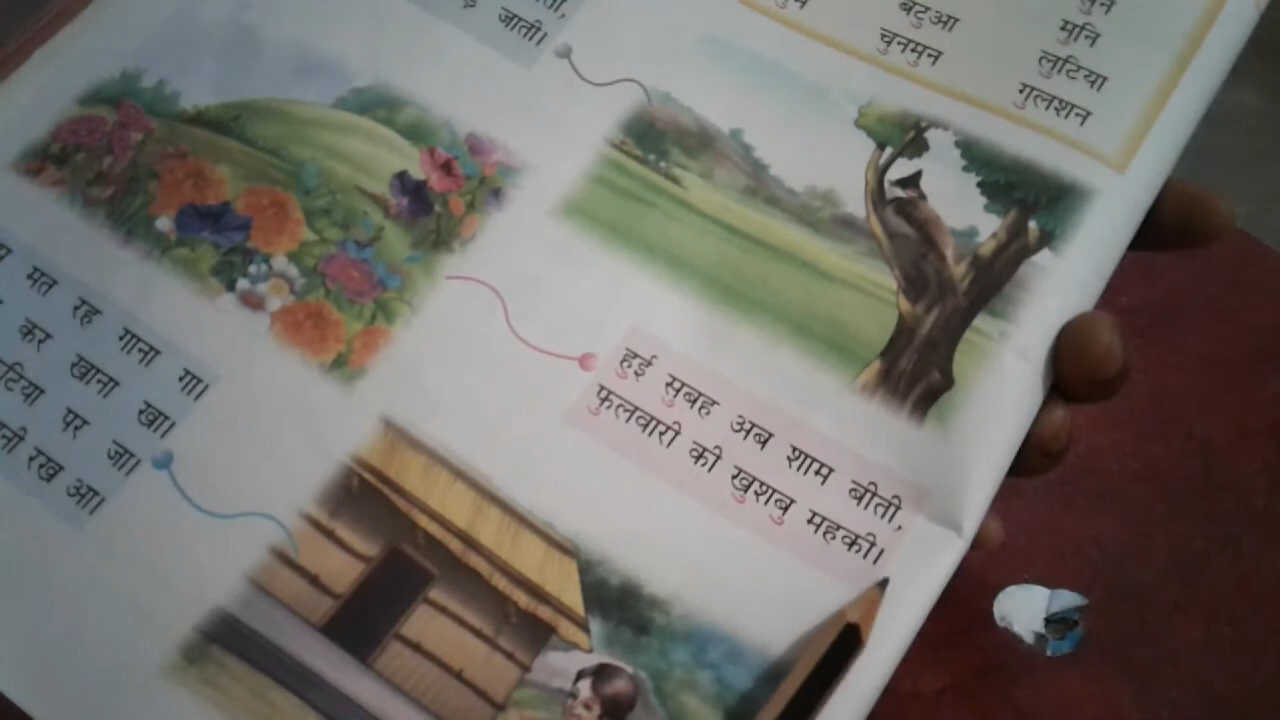 जाती।
बटुआ
मुनि
चुनमुन
लुटिया
गुलशन
मत रह गाना गा।
कर खाना खा।
पर जा।
रख आ।
हुई सुबह अब शाम बीती,
फुलवारी की खुशबु महकी।